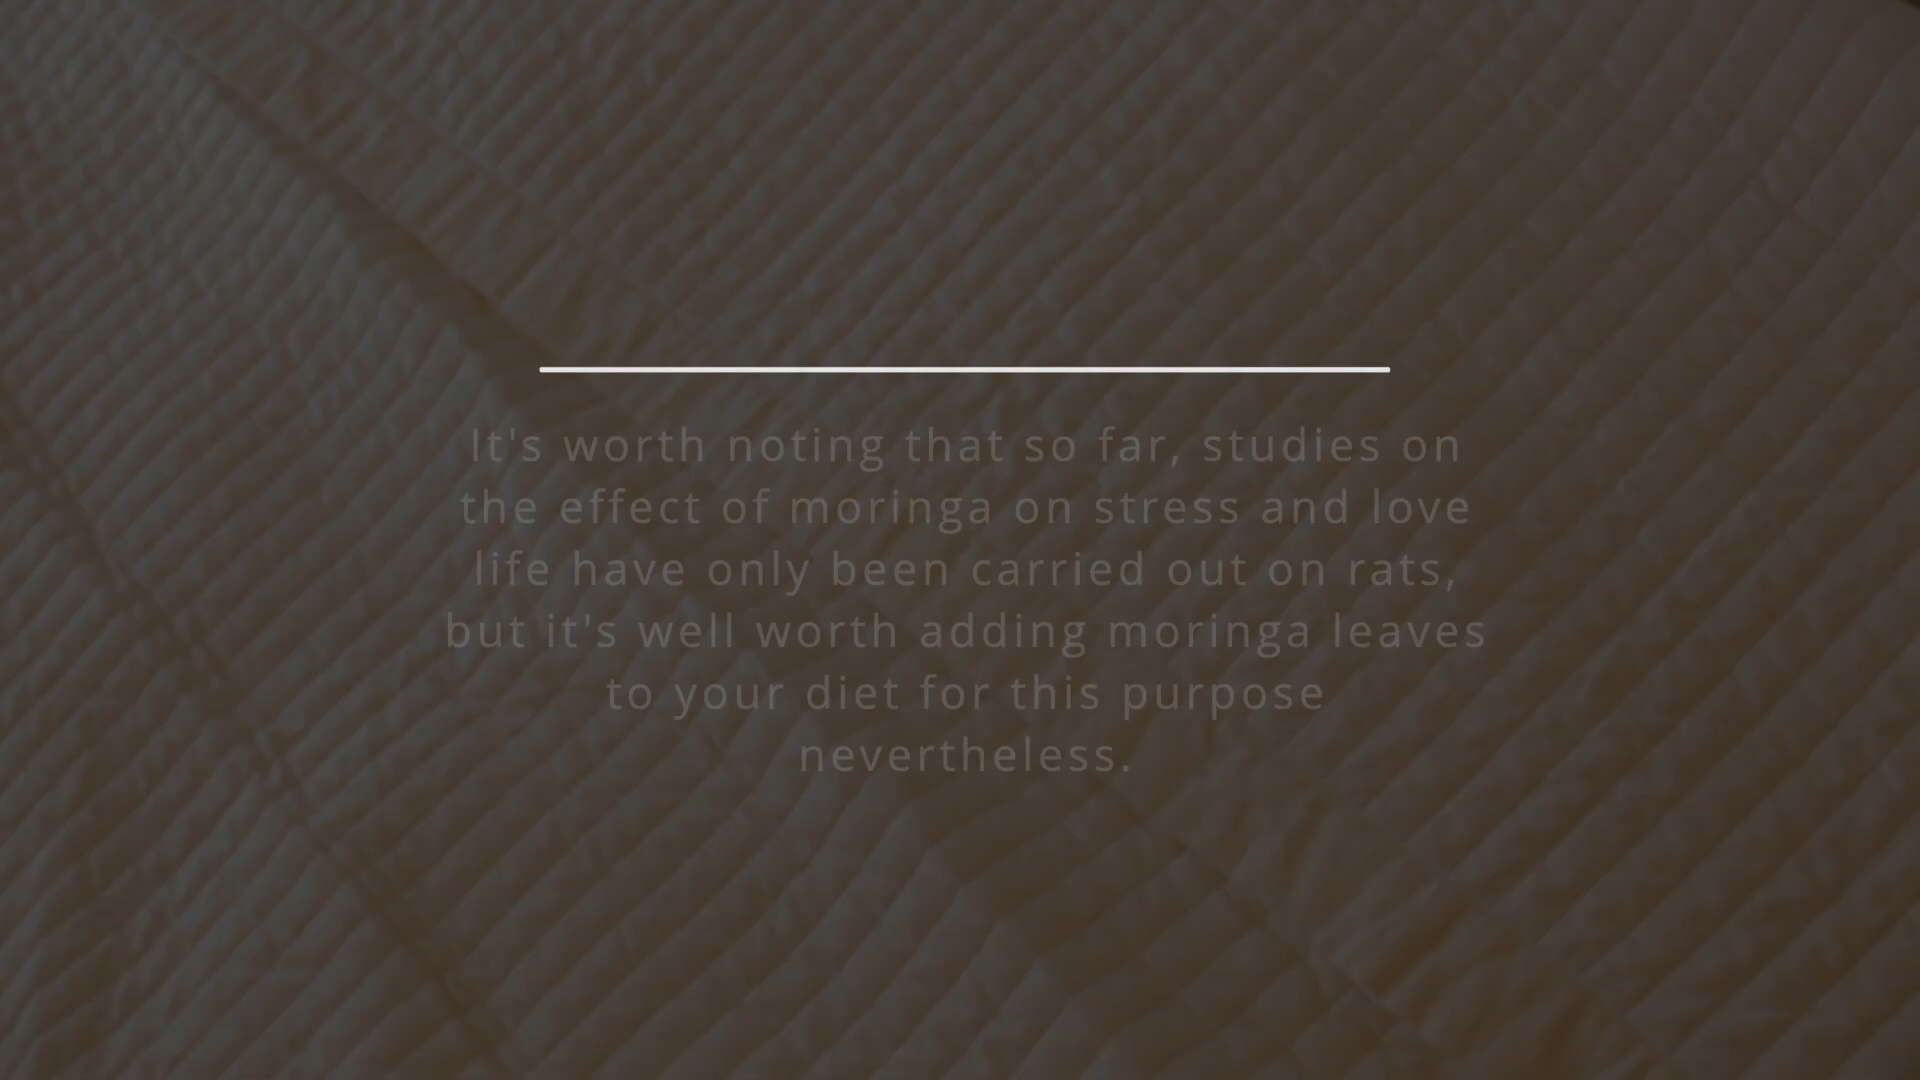 It's worth noting that so far, studies on
the effect of moringa on stress and love
life have only been carried out on rats,
but it's well worth adding moringa leaves
to your diet for this purpose
nevertheless.